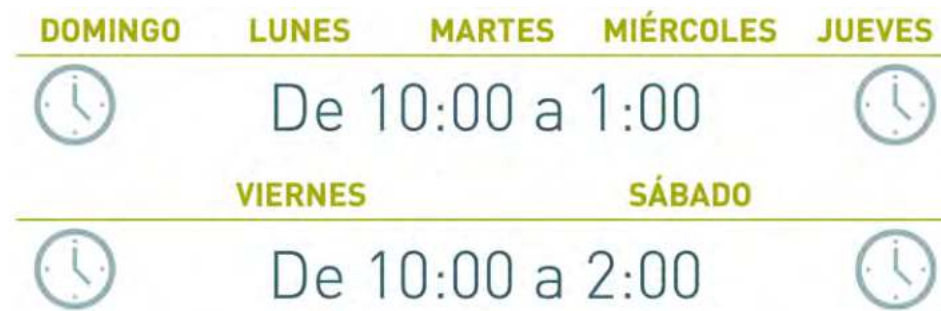 DOMINGO LUNES MARTES MIÉRCOLES JUEVES
De 10:00 a 1:00
VIERNES SÁBADO
De 10:00 a 2:00